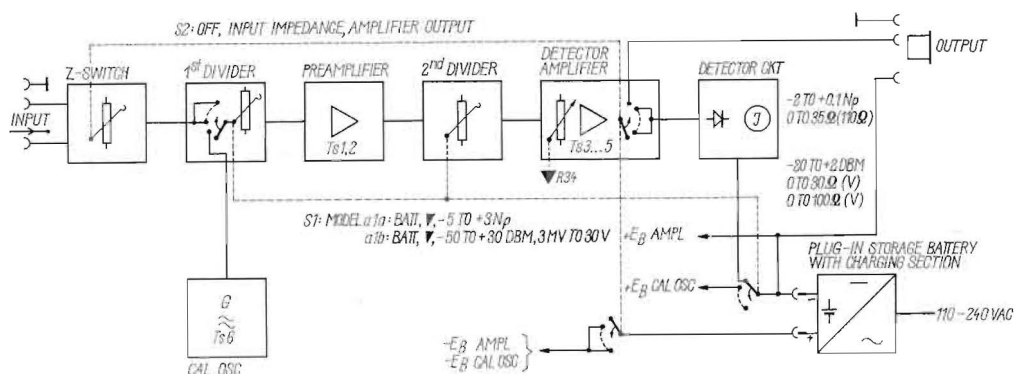 S2: OFF, INPUT IMPEDANCE, AMPLIFIER OUTPUT
OUTPUT
Z-SWITCH
1st DIVIDER
PREAMPLIFIER
2nd DIVIDER
DETECTOR
AMPLIFIER
DETECTOR CKT
INPUT
Ts1,2
Ts3...5
J
-2 TO +0.1 Np
0 TO 35Ω (110Ω)
R34
-20 TO +2 DBM
0 TO 30Ω (V)
0 TO 100Ω (V)
S1: MODEL a1a: BATT, ▼, -5 TO +3 Np
a1b: BATT, ▼, -50 TO +30 DBM, 3 MV TO 30 V
+EB AMPL
PLUG-IN STORAGE BATTERY
WITH CHARGING SECTION
+EB CAL OSC
110-240 VAC
G
Ts6
CAL OSC
-EB AMPL
-EB CAL OSC